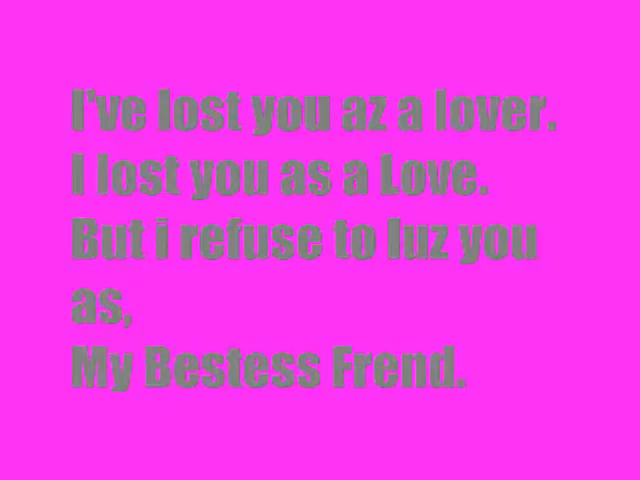 I've lost you az a lover.
I lost you as a Love.
But i refuse to luz you
as,
My Bestess Frend.